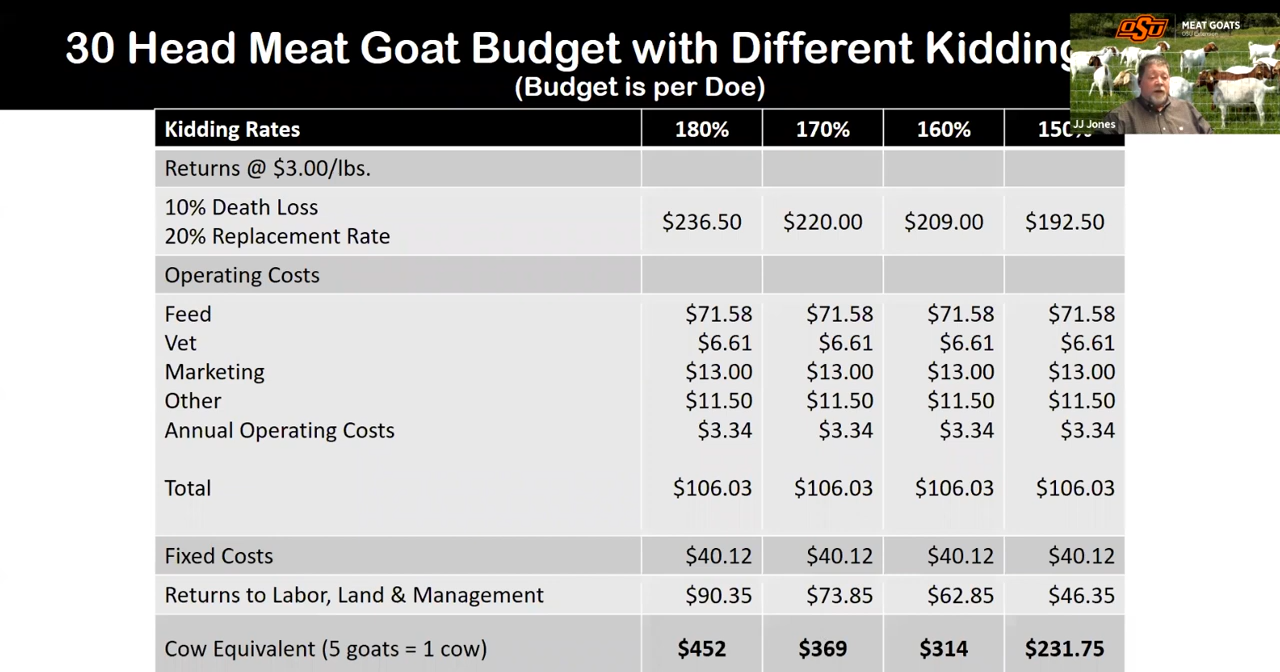 30 Head Meat Goat Budget with Different Kidding
(Budget is per Doe)
OSU
MEAT GOATS
JJ Jones
Kidding Rates 180% 170% 160% 150%
Returns @ $3.00/lbs.
10% Death Loss
20% Replacement Rate
$236.50 $220.00 $209.00 $192.50
Operating Costs
Feed $71.58 $71.58 $71.58 $71.58
Vet $6.61 $6.61 $6.61 $6.61
Marketing $13.00 $13.00 $13.00 $13.00
Other $11.50 $11.50 $11.50 $11.50
Annual Operating Costs $3.34 $3.34 $3.34 $3.34
Total $106.03 $106.03 $106.03 $106.03
Fixed Costs $40.12 $40.12 $40.12 $40.12
Returns to Labor, Land & Management $90.35 $73.85 $62.85 $46.35
Cow Equivalent (5 goats = 1 cow) $452 $369 $314 $231.75